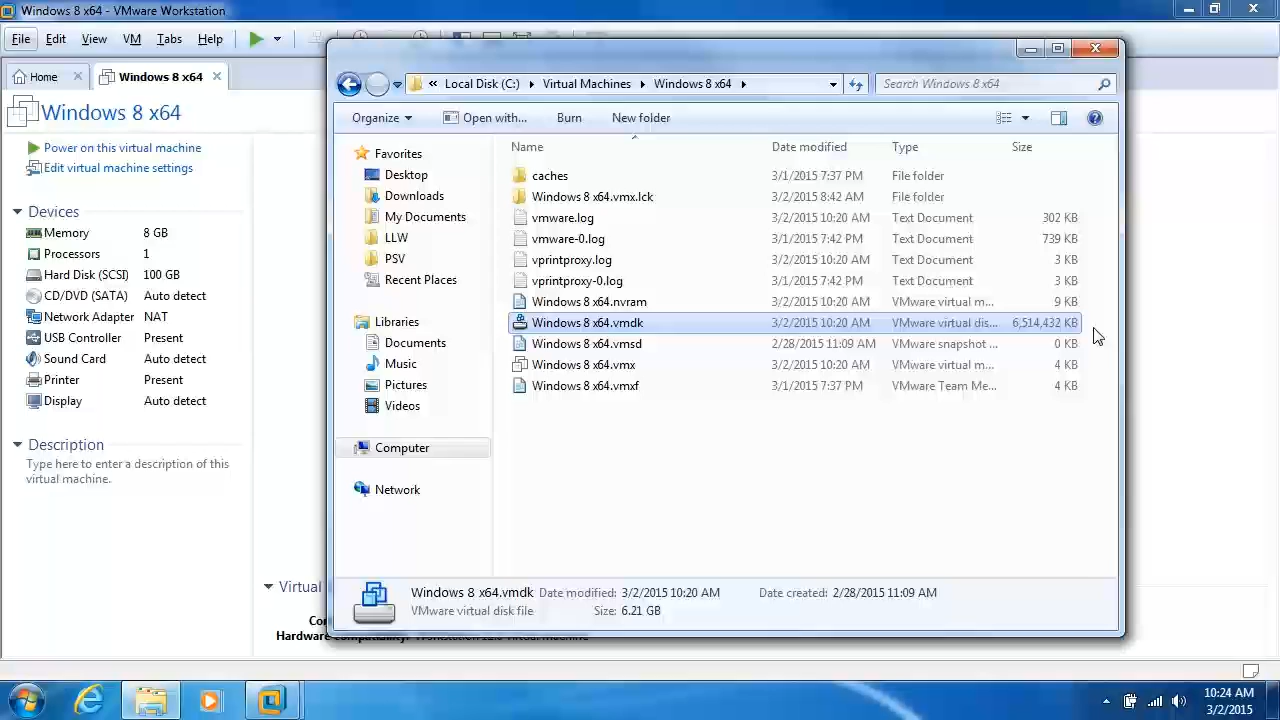 Windows 8 x64 - VMware Workstation
File Edit View VM Tabs Help
Home
Windows 8 x64
Windows 8 x64
Power on this virtual machine
Edit virtual machine settings
Devices
Memory 8 GB
Processors 1
Hard Disk (SCSI) 100 GB
CD/DVD (SATA) Auto detect
Network Adapter NAT
USB Controller Present
Sound Card Auto detect
Printer Present
Display Auto detect
Description
Type here to enter a description of this
virtual machine.
« Local Disk (C:) Virtual Machines Windows 8 x64
Search Windows 8 x64
Organize Open with... Burn New folder
Favorites
Desktop
Downloads
My Documents
LLW
PSV
Recent Places
Libraries
Documents
Music
Pictures
Videos
Computer
Network
Name Date modified Type Size
caches 3/1/2015 7:37 PM File folder
Windows 8 x64.vmx.lck 3/2/2015 8:42 AM File folder
vmware.log 3/2/2015 10:20 AM Text Document 302 KB
vmware-0.log 3/1/2015 7:42 PM Text Document 739 KB
vprintproxy.log 3/2/2015 10:20 AM Text Document 3 KB
vprintproxy-0.log 3/1/2015 7:42 PM Text Document 3 KB
Windows 8 x64.nvram 3/2/2015 10:20 AM VMware virtual m... 9 KB
Windows 8 x64.vmdk 3/2/2015 10:20 AM VMware virtual dis... 6,514,432 KB
Windows 8 x64.vmsd 2/28/2015 11:09 AM VMware snapshot ... 0 KB
Windows 8 x64.vmx 3/2/2015 10:20 AM VMware virtual m... 4 KB
Windows 8 x64.vmxf 3/1/2015 7:37 PM VMware Team Me... 4 KB
Windows 8 x64.vmdk Date modified: 3/2/2015 10:20 AM Date created: 2/28/2015 11:09 AM
VMware virtual disk file Size: 6.21 GB
Virtual
Hardware
10:24 AM
3/2/2015